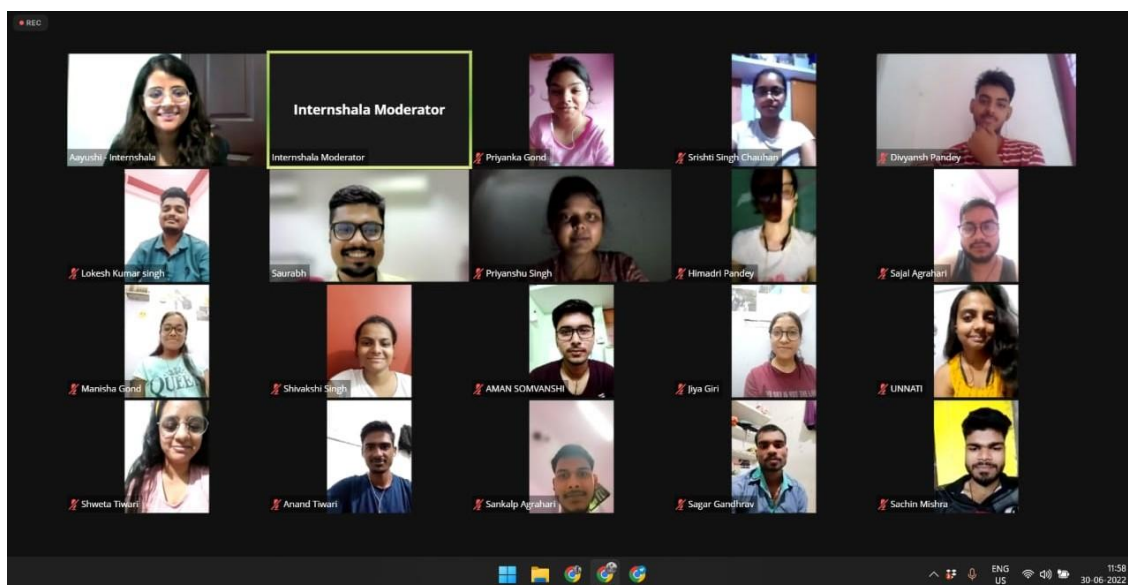 REC
Internshala Moderator
Aayushi - Internshala
Internshala Moderator
Priyanka Gond
Srishti Singh Chauhan
Divyansh Pandey
Lokesh Kumar singh
Saurabh
Priyanshu Singh
Himadri Pandey
Sajal Agrahari
Manisha Gond
QUEE
Shivakshi Singh
AMAN SOMVANSHI
Jiya Giri
UNNATI
Shweta Tiwari
Anand Tiwari
Sankalp Agrahari
Sagar Gandhrav
Sachin Mishra
ENG
US
11:58
30-06-2022